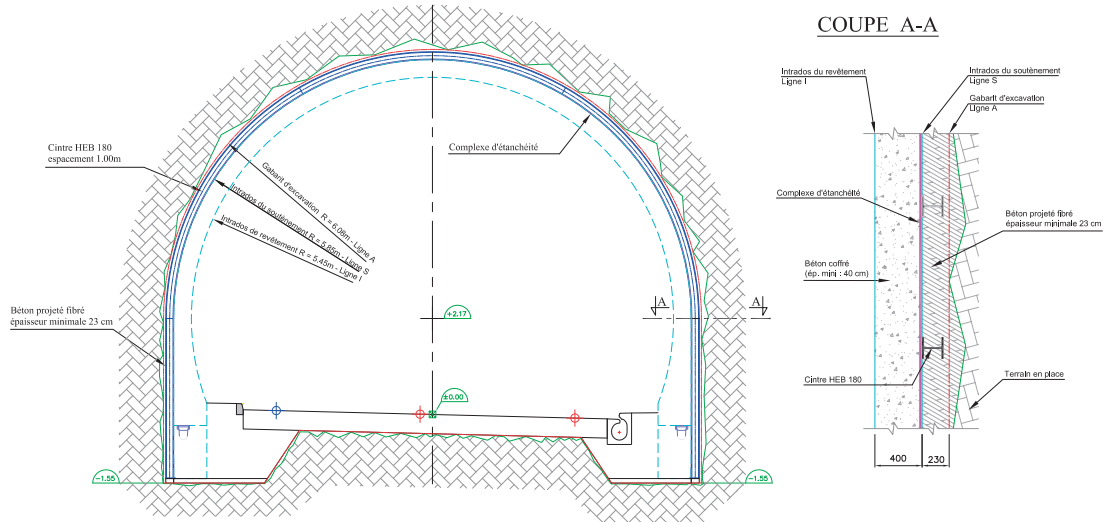 COUPE A-A
Intrados du revêtement
Ligne I
Intrados du soutènement
Ligne S
Gabarit d'excavation
Ligne A
Cintre HEB 180
espacement 1.00m
Complexe d'étanchéité
Gabarit d'excavation R = 6.08m - Ligne A
Intrados du soutènement R = 5.85m - Ligne S
Intrados de revêtement R = 5.45m - Ligne I
Complexe d'étanchéité
Béton projeté fibré
épaisseur minimale 23 cm
Béton coffré
(ép. mini : 40 cm)
A
A
Béton projeté fibré
épaisseur minimale 23 cm
+2.17
Cintre HEB 180
Terrain en place
±0.00
400
230
-1.55
-1.55